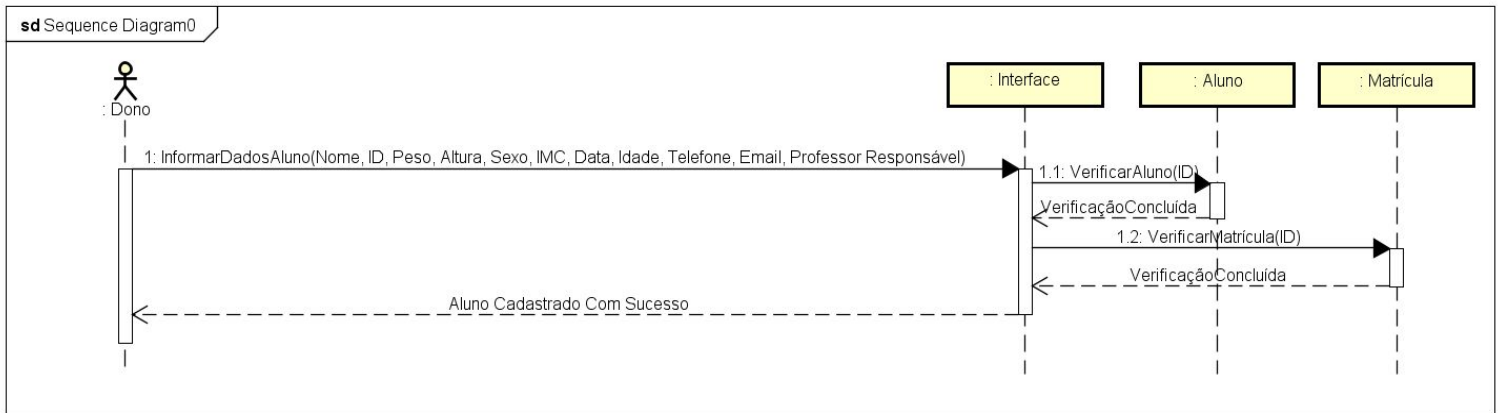 sd Sequence Diagram0
: Dono
: Interface
: Aluno
: Matrícula
1: InformarDadosAluno(Nome, ID, Peso, Altura, Sexo, IMC, Data, Idade, Telefone, Email, Professor Responsável)
1.1: VerificarAluno(ID)
VerificaçãoConcluída
1.2: VerificarMatrícula(ID)
VerificaçãoConcluída
Aluno Cadastrado Com Sucesso